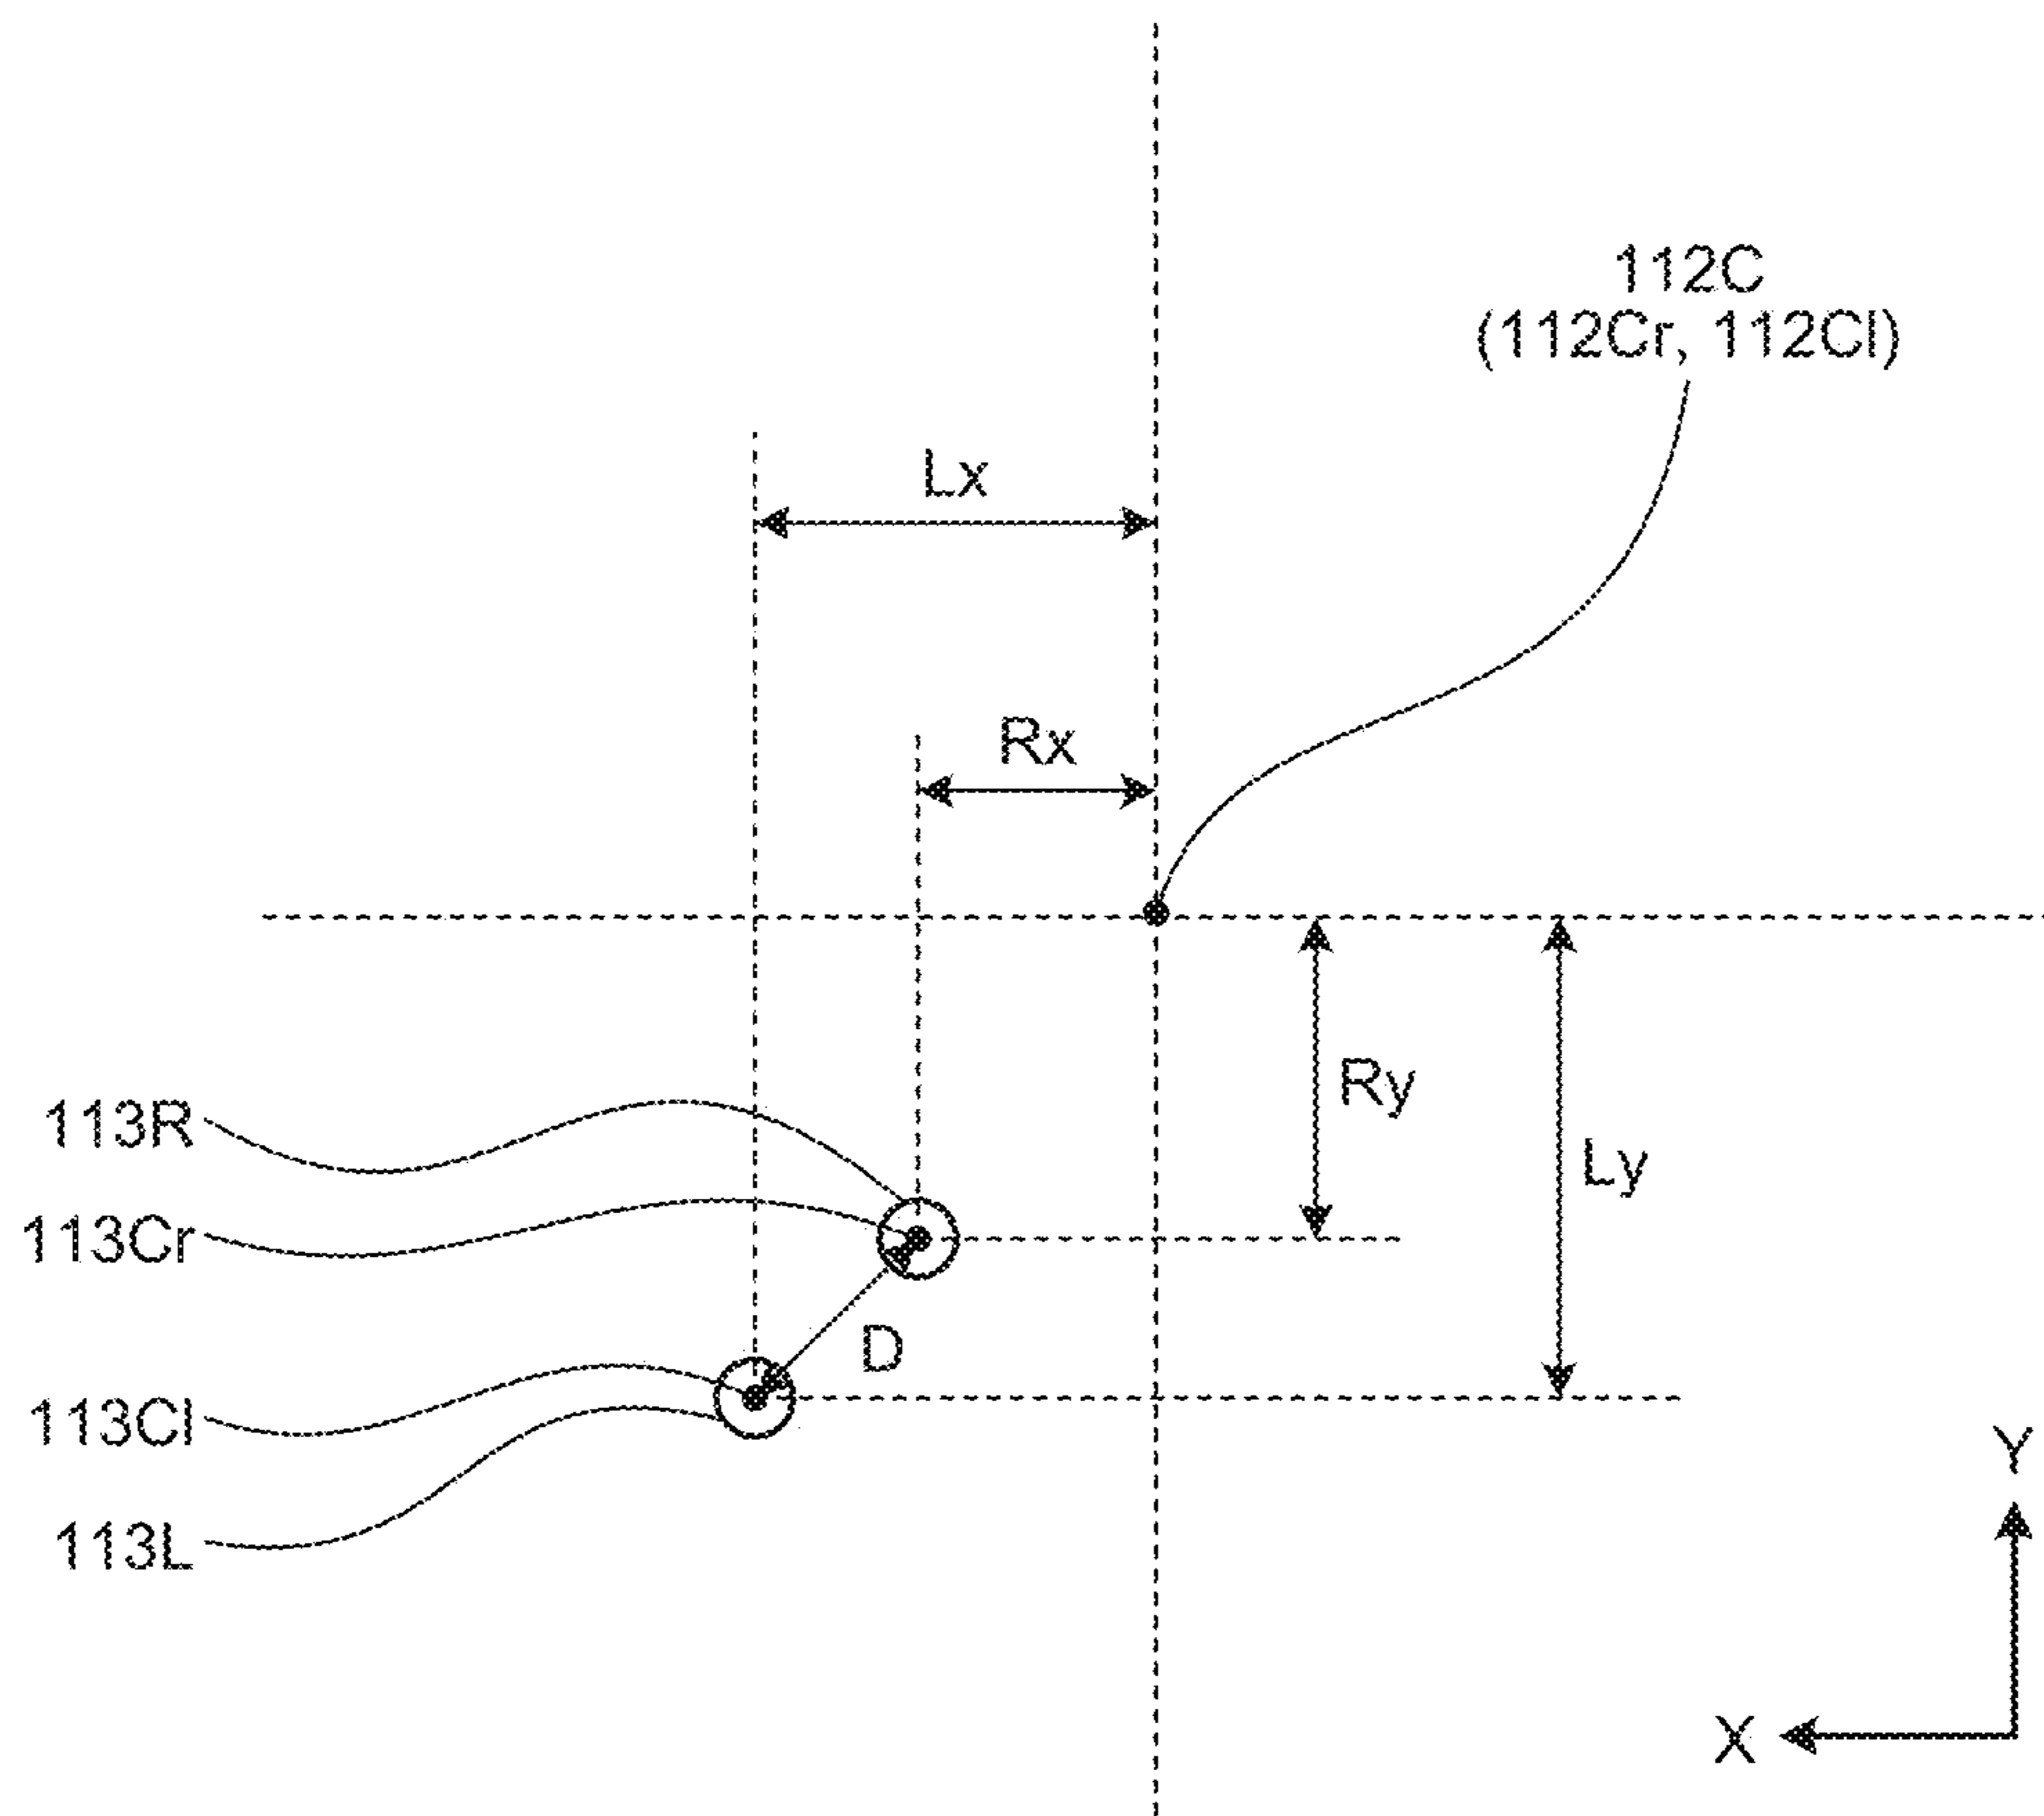 112C
(112Cr, 112Cl)
Lx
Rx
Ry
Ly
113R
113Cr
D
113Cl
113L
Y
X